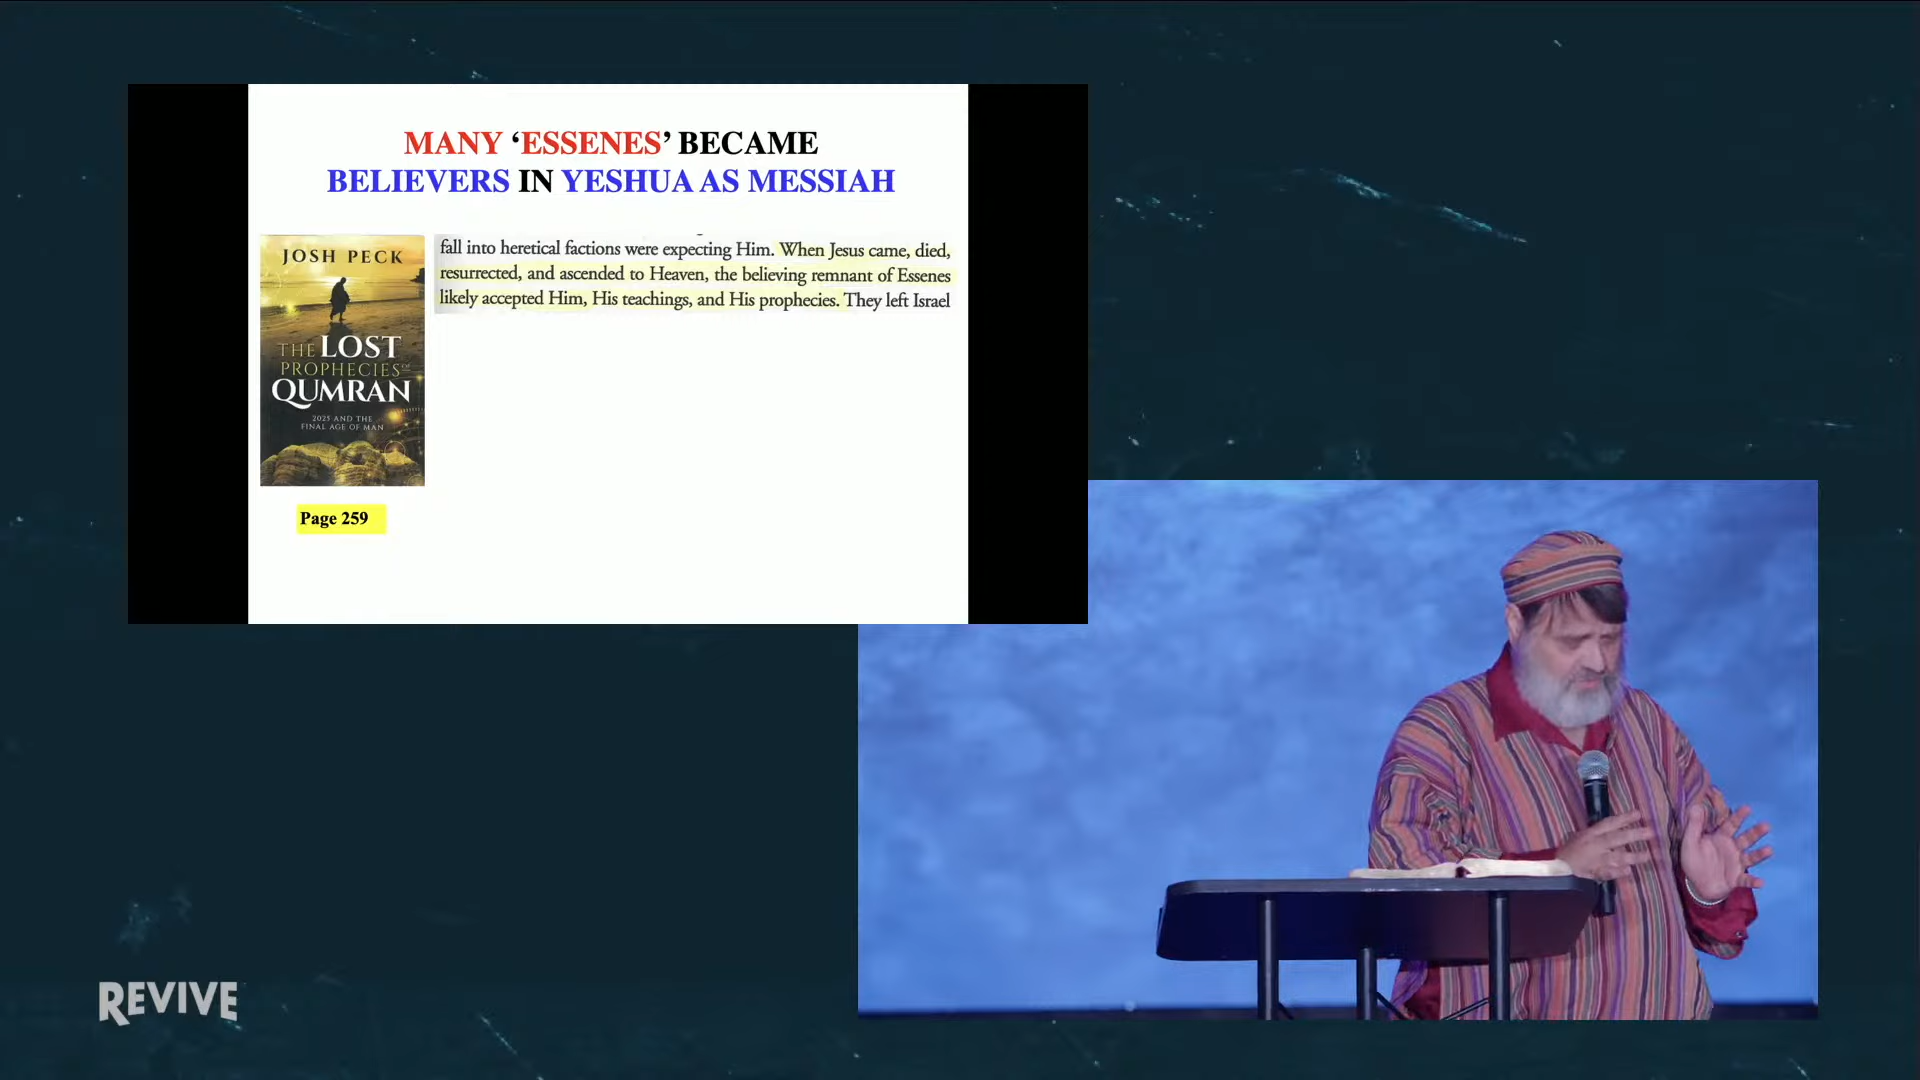 MANY ‘ESSENES’ BECAME
BELIEVERS IN YESHUA AS MESSIAH
fall into heretical factions were expecting Him. When Jesus came, died,
resurrected, and ascended to Heaven, the believing remnant of Essenes
likely accepted Him, His teachings, and His prophecies. They left Israel
JOSH PECK
THE LOST
PROPHECIES OF
QUMRAN
2025 AND THE
FINAL AGE OF MAN
Page 259
REVIVE